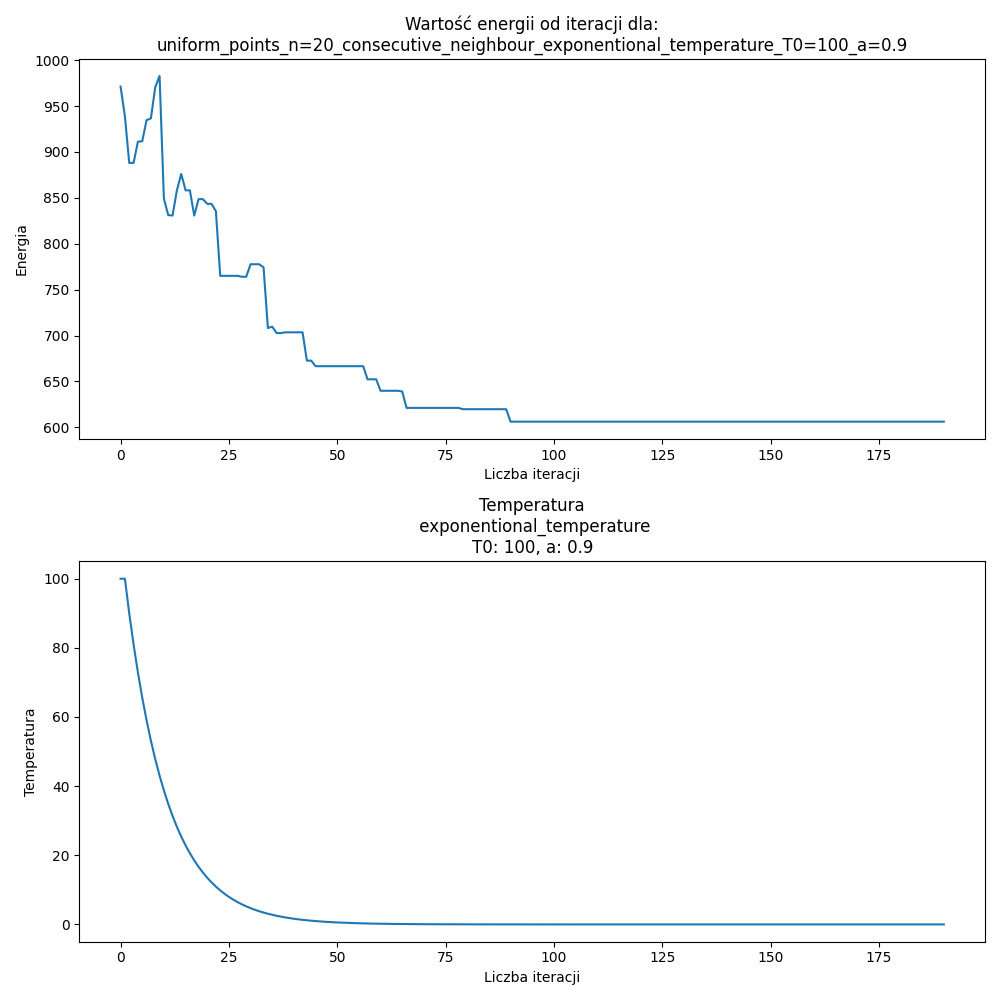 Wartość energii od iteracji dla:
uniform_points_n=20_consecutive_neighbour_exponentional_temperature_T0=100_a=0.9
1000
950
900
850
800
750
700
650
600
Energia
0 25 50 75 100 125 150 175
Liczba iteracji
Temperatura
exponentional_temperature
T0: 100, a: 0.9
100
80
60
40
20
0
Temperatura
0 25 50 75 100 125 150 175
Liczba iteracji